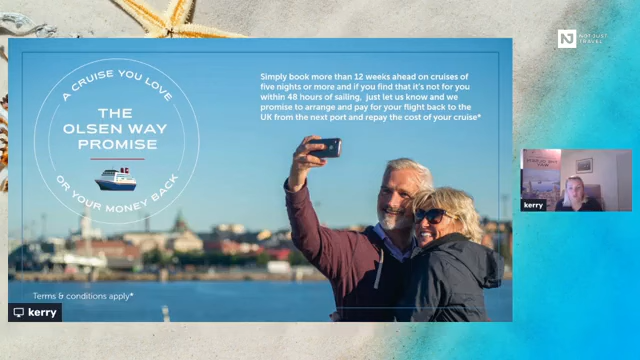 A CRUISE YOU LOVE
THE
OLSEN WAY
PROMISE
OR YOUR MONEY BACK
Simply book more than 12 weeks ahead on cruises of
five nights or more and if you find that it's not for you
within 48 hours of sailing, just let us know and we
promise to arrange and pay for your flight back to the
UK from the next port and repay the cost of your cruise*
Terms & conditions apply*
kerry
NJ
NOT JUST
TRAVEL
kerry